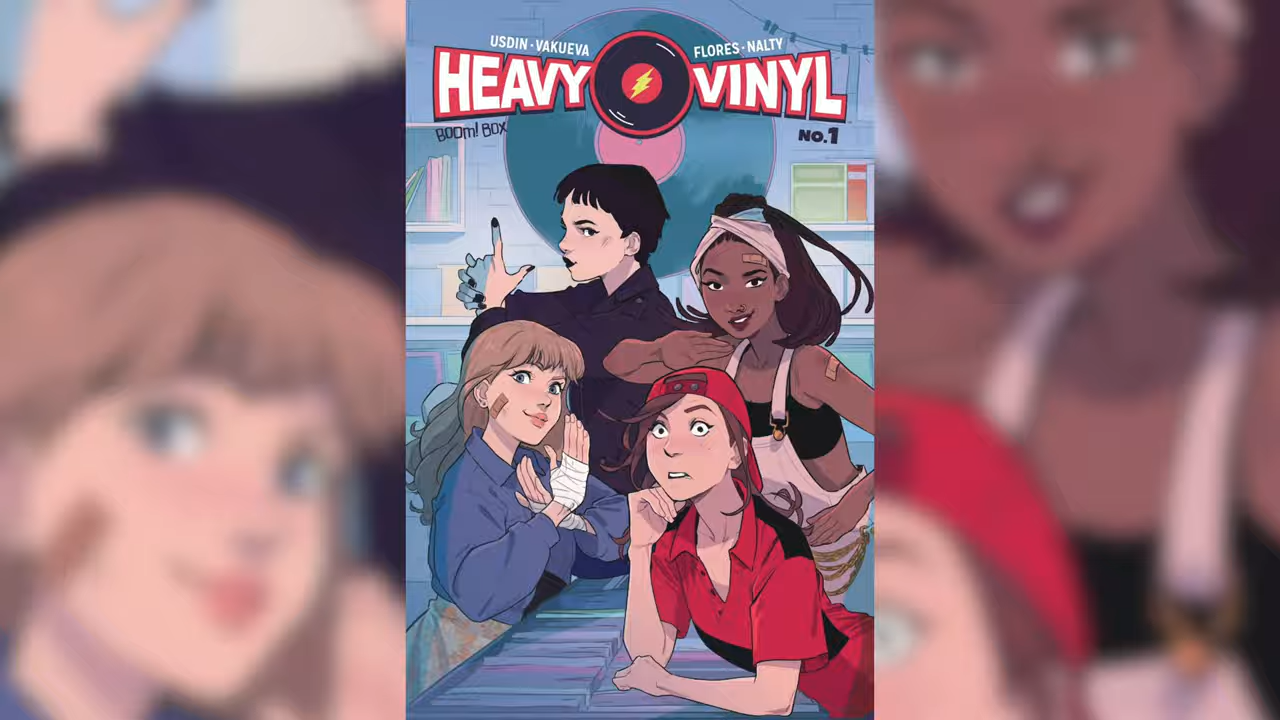 USDIN · VAKUEVA
FLORES · NALTY
HEAVY VINYL
BOOM! BOX
NO.1